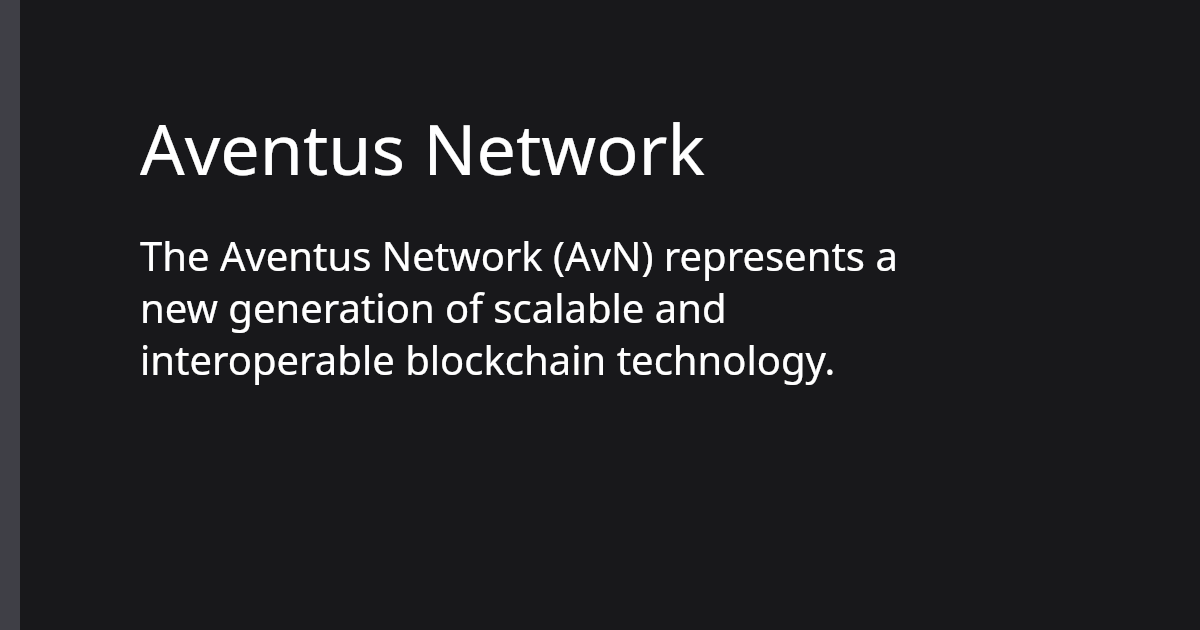 Aventus Network
The Aventus Network (AvN) represents a
new generation of scalable and
interoperable blockchain technology.